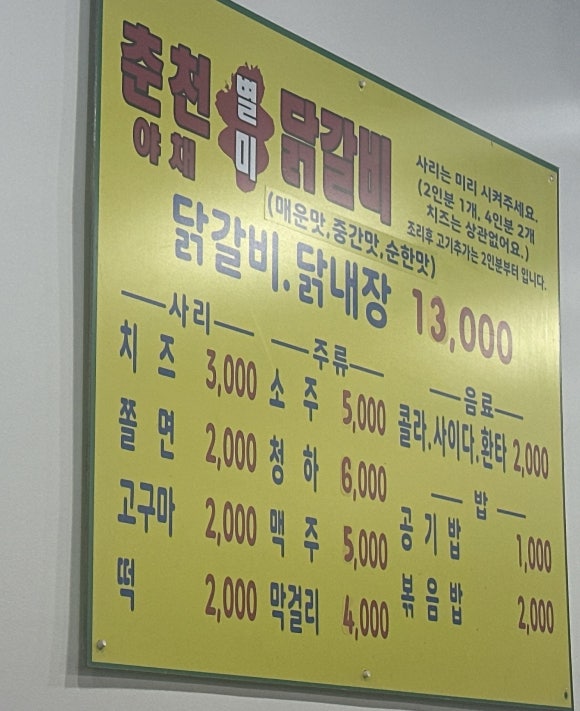 춘천 별미 닭갈비
야채
사리는 미리 시켜주세요.
(2인분 1개, 4인분 2개
치즈는 상관없어요.)
조리후 고기추가는 2인분부터 입니다.
(매운맛,중간맛,순한맛)
닭갈비.닭내장 13,000
사리
치즈 3,000
쫄면 2,000
고구마 2,000
떡 2,000
주류
소주 5,000
청하 6,000
맥주 5,000
막걸리 4,000
음료
콜라.사이다.환타 2,000
밥
공기밥 1,000
볶음밥 2,000